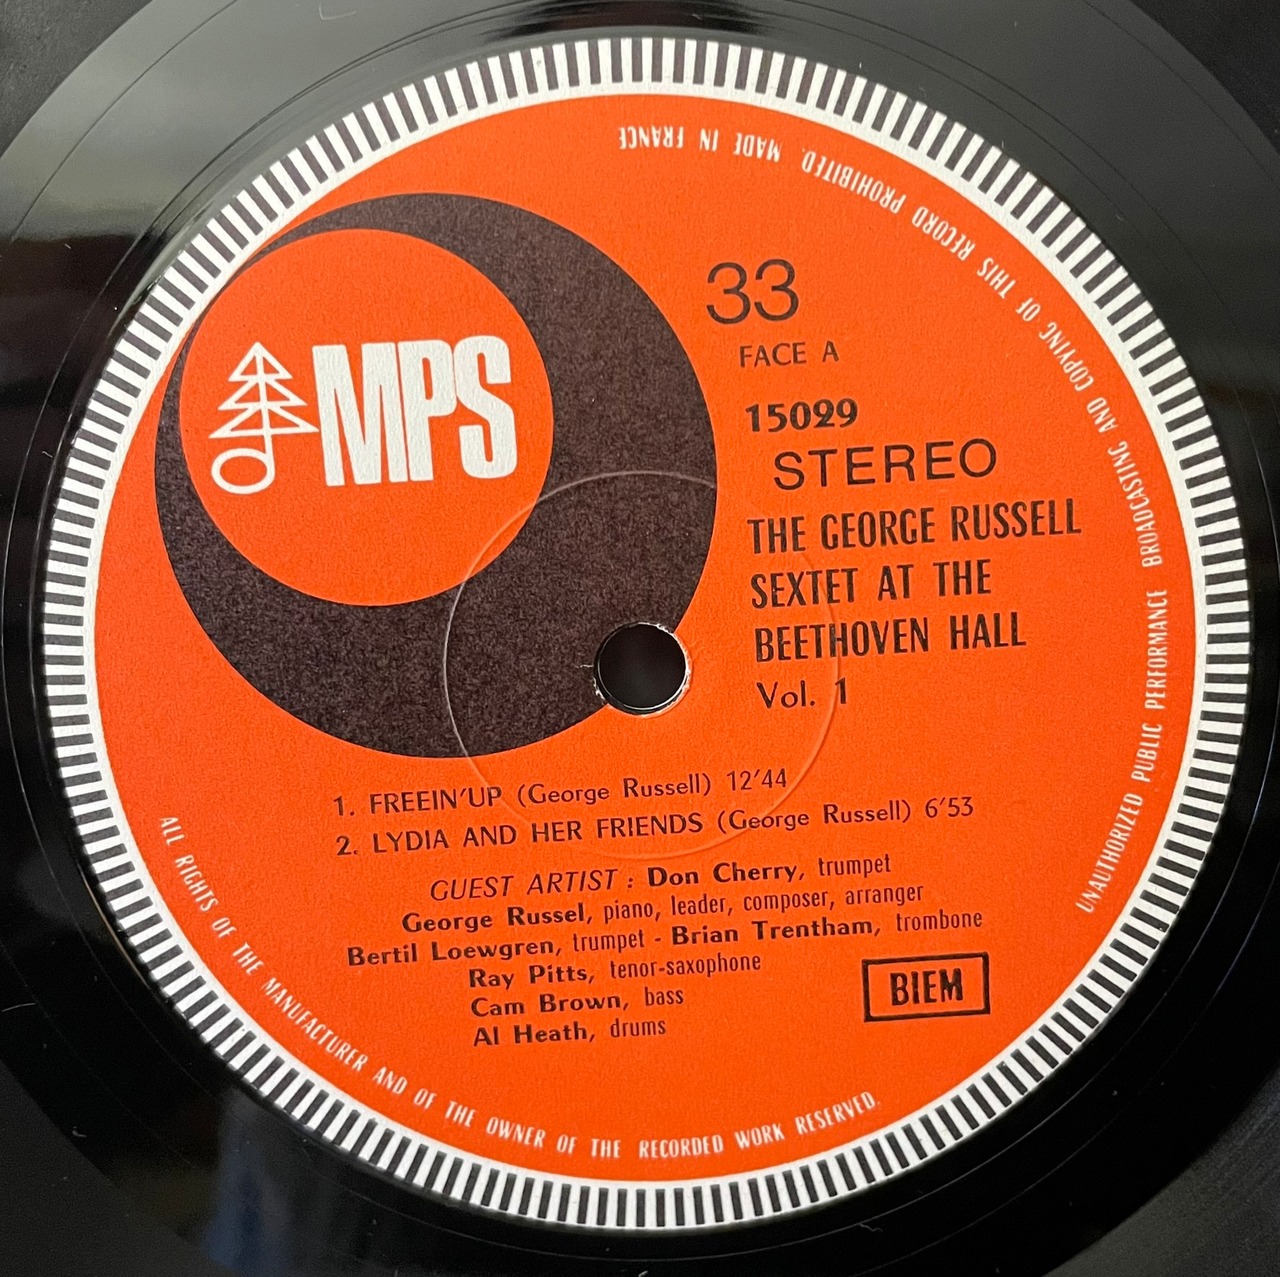 MPS
33
FACE A
15029
STEREO
THE GEORGE RUSSELL
SEXTET AT THE
BEETHOVEN HALL
Vol. 1
1. FREEIN'UP (George Russell) 12'44
2. LYDIA AND HER FRIENDS (George Russell) 6'53
GUEST ARTIST : Don Cherry, trumpet
George Russel, piano, leader, composer, arranger
Bertil Loewgren, trumpet - Brian Trentham, trombone
Ray Pitts, tenor-saxophone
Cam Brown, bass
Al Heath, drums
BIEM
ALL RIGHTS OF THE MANUFACTURER AND OF THE OWNER OF THE RECORDED WORK RESERVED.
UNAUTHORIZED PUBLIC PERFORMANCE BROADCASTING AND COPYING OF THIS RECORD PROHIBITED. MADE IN FRANCE